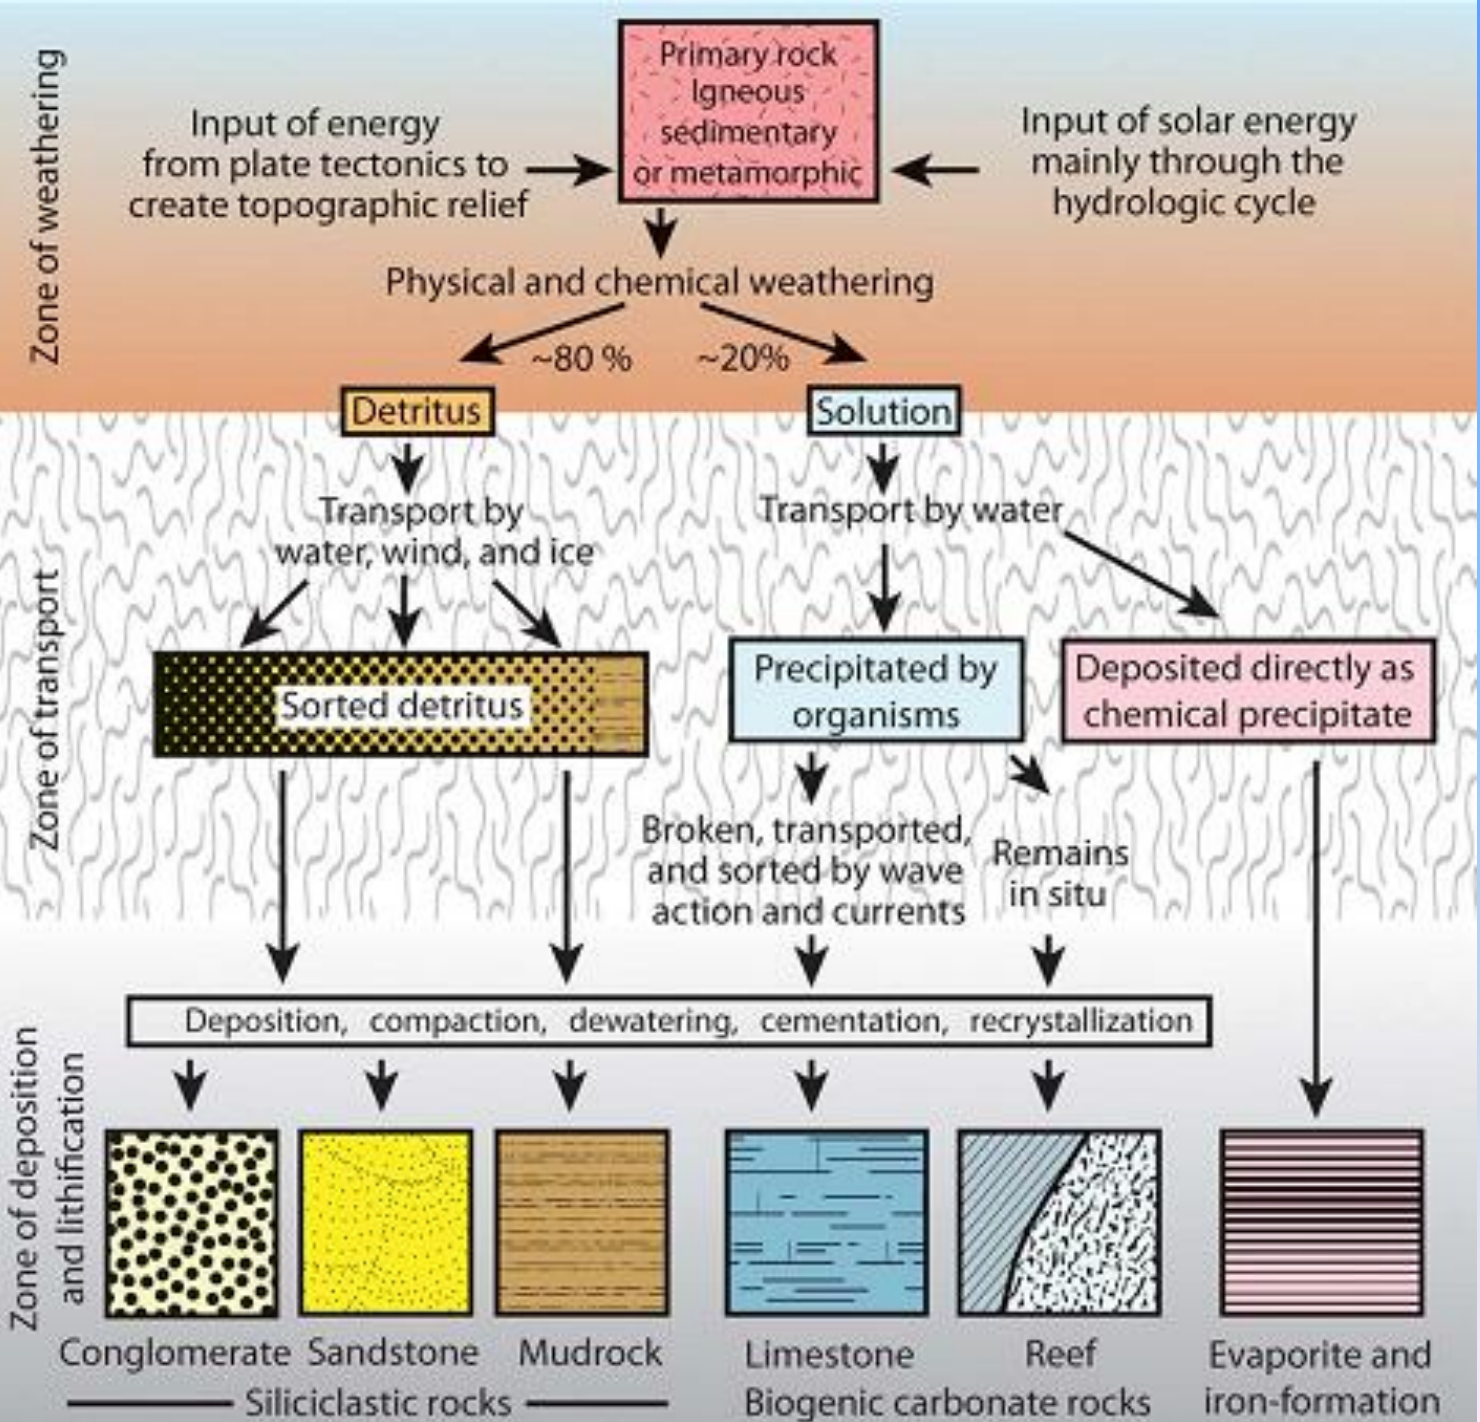 Zone of weathering
Primary rock
Igneous
sedimentary
or metamorphic
Input of energy
from plate tectonics to
create topographic relief
Input of solar energy
mainly through the
hydrologic cycle
Physical and chemical weathering
~80 %
~20%
Detritus
Solution
Zone of transport
Transport by
water, wind, and ice
Transport by water
Sorted detritus
Precipitated by
organisms
Deposited directly as
chemical precipitate
Broken, transported,
and sorted by wave
action and currents
Remains
in situ
Zone of deposition
and lithification
Deposition, compaction, dewatering, cementation, recrystallization
Conglomerate
Sandstone
Mudrock
Siliciclastic rocks
Limestone
Reef
Biogenic carbonate rocks
Evaporite and
iron-formation